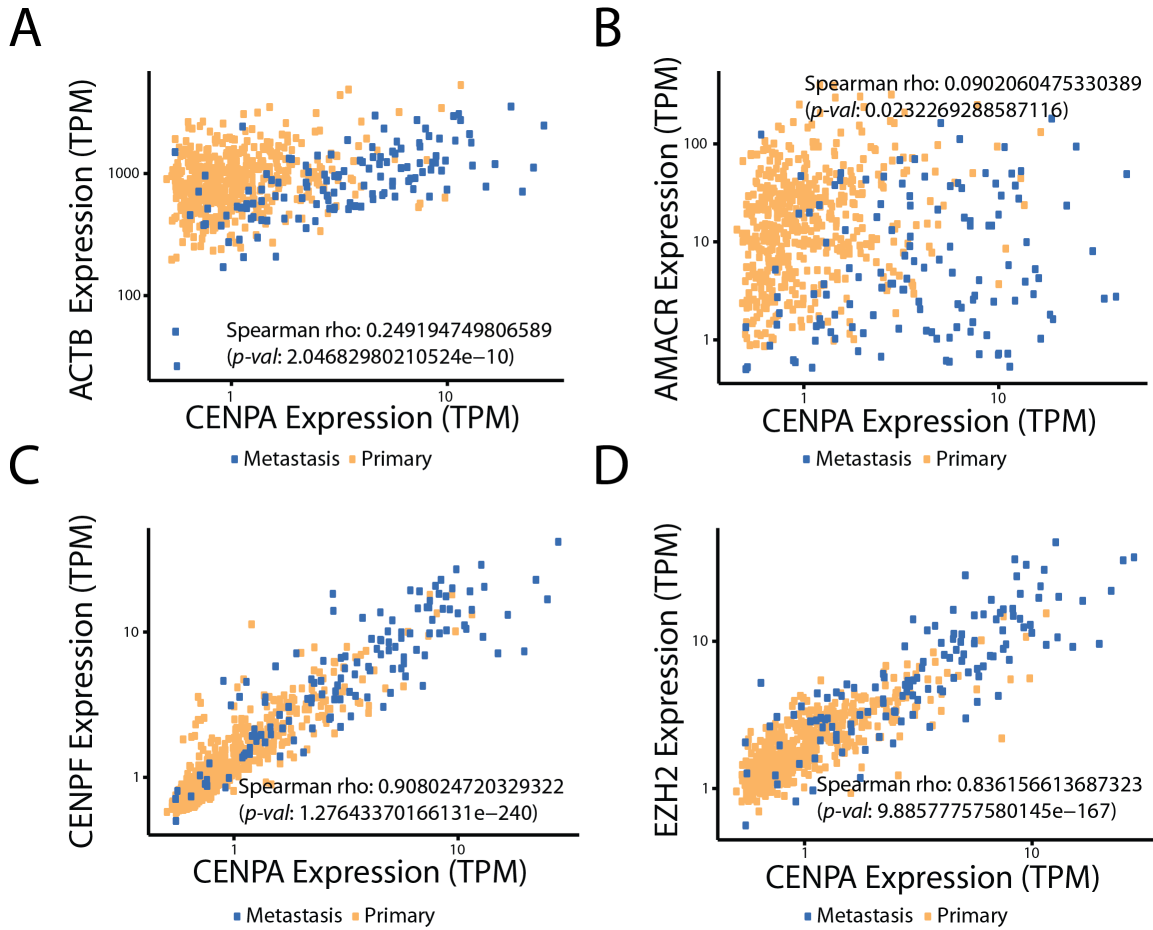 A
ACTB Expression (TPM)
1000
100
Spearman rho: 0.249194749806589
(p-val: 2.04682980210524e−10)
1
10
CENPA Expression (TPM)
Metastasis Primary
B
AMACR Expression (TPM)
Spearman rho: 0.0902060475330389
(p-val: 0.0232269288587116)
100
10
1
1
10
CENPA Expression (TPM)
Metastasis Primary
C
CENPF Expression (TPM)
10
1
Spearman rho: 0.908024720329322
(p-val: 1.27643370166131e−240)
1
10
CENPA Expression (TPM)
Metastasis Primary
D
EZH2 Expression (TPM)
10
1
Spearman rho: 0.836156613687323
(p-val: 9.88577757580145e−167)
1
10
CENPA Expression (TPM)
Metastasis Primary